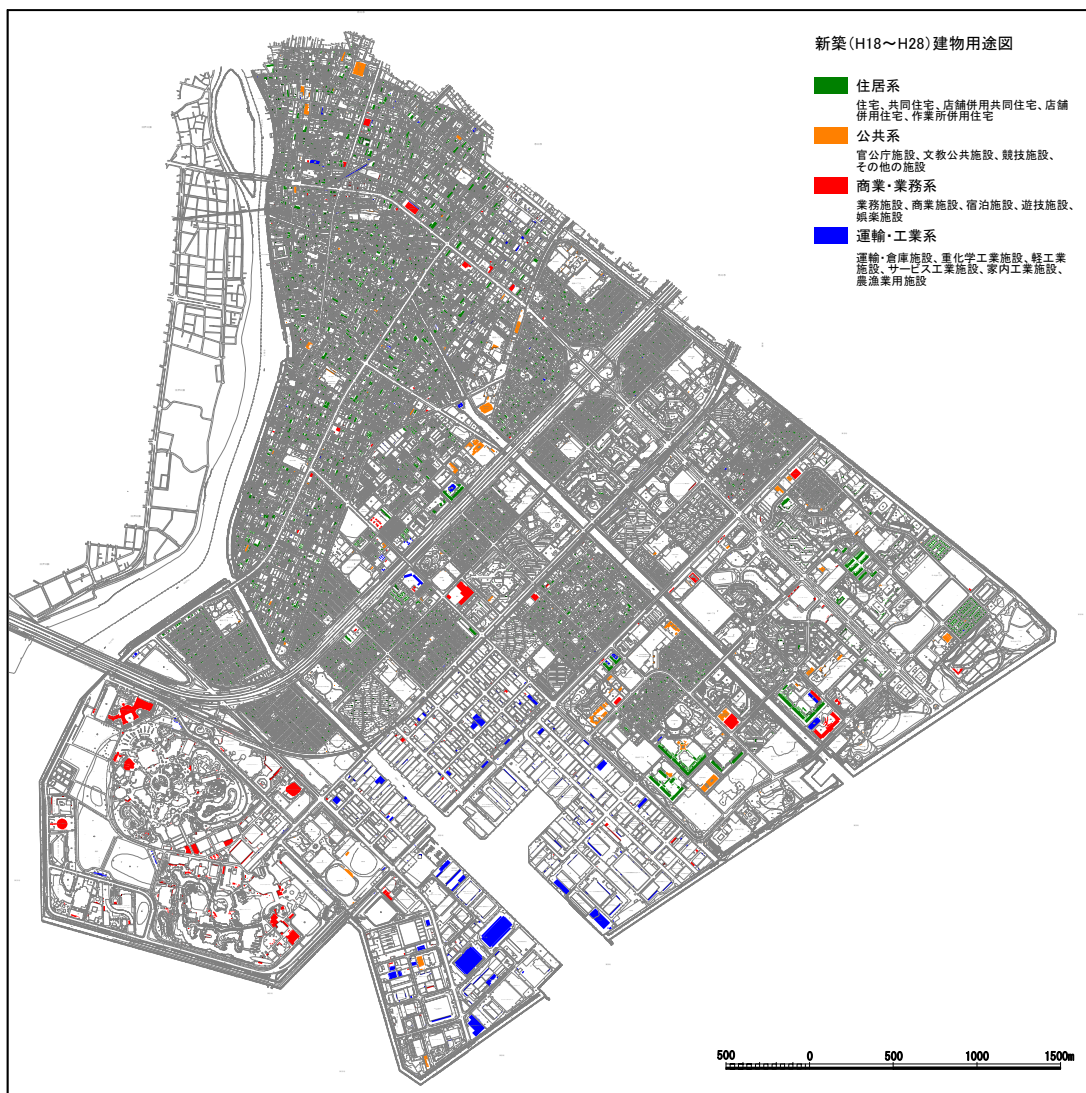 新築(H18～H28)建物用途図
住居系
住宅、共同住宅、店舗併用共同住宅、店舗
併用住宅、作業所併用住宅
公共系
官公庁施設、文教公共施設、競技施設、
その他の施設
商業・業務系
業務施設、商業施設、宿泊施設、遊技施設、
娯楽施設
運輸・工業系
運輸・倉庫施設、重化学工業施設、軽工業
施設、サービス工業施設、家内工業施設、
農漁業用施設
500 0 500 1000 1500m